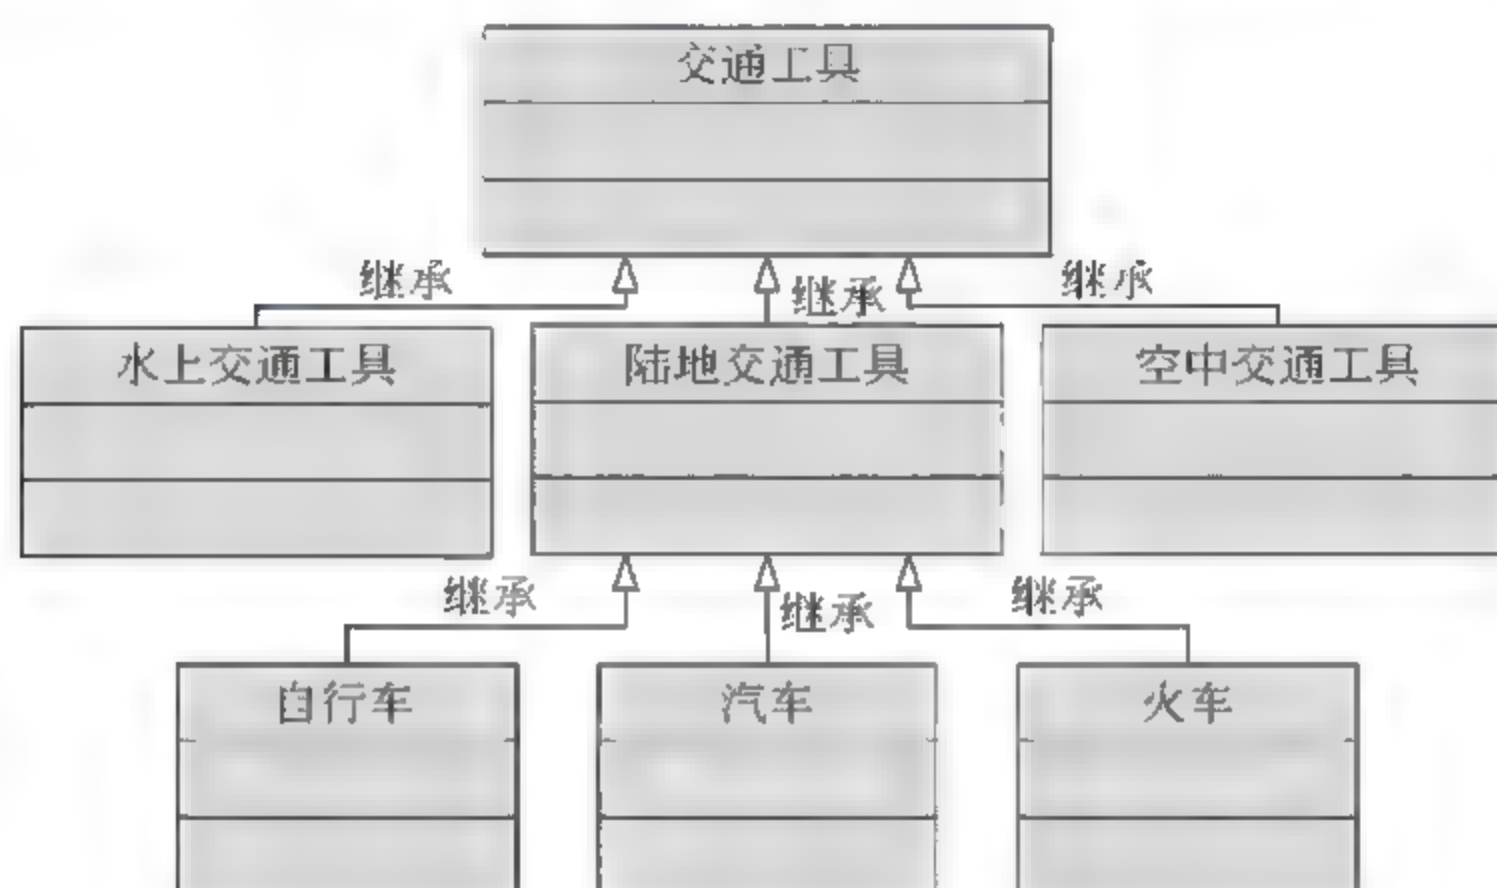 交通工具
继承
继承
继承
水上交通工具
陆地交通工具
空中交通工具
继承
继承
继承
自行车
汽车
火车